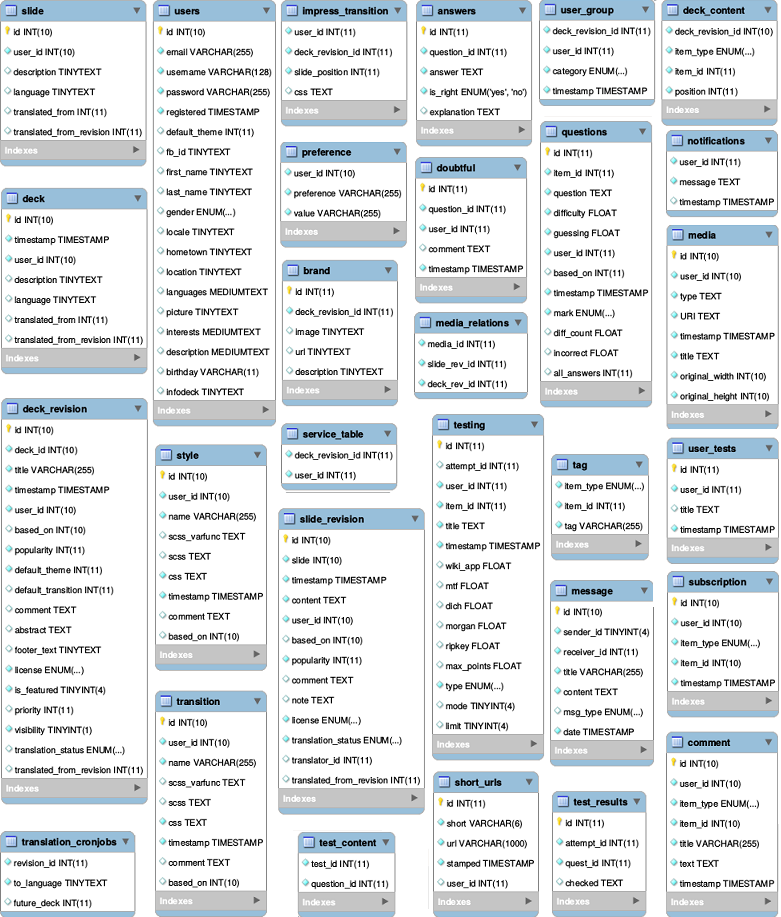 slide
id INT(10)
user_id INT(10)
description TINYTEXT
language TINYTEXT
translated_from INT(11)
translated_from_revision INT(11)
Indexes
deck
id INT(10)
timestamp TIMESTAMP
user_id INT(10)
description TINYTEXT
language TINYTEXT
translated_from INT(11)
translated_from_revision INT(11)
Indexes
deck_revision
id INT(10)
deck_id INT(10)
title VARCHAR(255)
timestamp TIMESTAMP
user_id INT(10)
based_on INT(10)
popularity INT(11)
default_theme INT(11)
default_transition INT(11)
comment TEXT
abstract TEXT
footer_text TINYTEXT
license ENUM(...)
is_featured TINYINT(4)
priority INT(11)
visibility TINYINT(1)
translation_status ENUM(...)
translated_from_revision INT(11)
Indexes
translation_cronjobs
revision_id INT(11)
to_language TINYTEXT
future_deck INT(11)
users
id INT(10)
email VARCHAR(255)
username VARCHAR(128)
password VARCHAR(255)
registered TIMESTAMP
default_theme INT(11)
fb_id TINYTEXT
first_name TINYTEXT
last_name TINYTEXT
gender ENUM(...)
locale TINYTEXT
hometown TINYTEXT
location TINYTEXT
languages MEDIUMTEXT
picture TINYTEXT
interests MEDIUMTEXT
description MEDIUMTEXT
birthday VARCHAR(11)
infodeck TINYTEXT
Indexes
style
id INT(10)
user_id INT(10)
name VARCHAR(255)
scss_varfunc TEXT
scss TEXT
css TEXT
timestamp TIMESTAMP
comment TEXT
based_on INT(10)
Indexes
transition
id INT(10)
user_id INT(10)
name VARCHAR(255)
scss_varfunc TEXT
scss TEXT
css TEXT
timestamp TIMESTAMP
comment TEXT
based_on INT(10)
Indexes
impress_transition
user_id INT(11)
deck_revision_id INT(11)
slide_position INT(11)
css TEXT
Indexes
preference
user_id INT(10)
preference VARCHAR(255)
value VARCHAR(255)
Indexes
brand
id INT(11)
deck_revision_id INT(11)
image TINYTEXT
url TINYTEXT
description TINYTEXT
Indexes
service_table
deck_revision_id INT(11)
user_id INT(11)
slide_revision
id INT(10)
slide INT(10)
timestamp TIMESTAMP
content TEXT
user_id INT(10)
based_on INT(10)
popularity INT(11)
comment TEXT
note TEXT
license ENUM(...)
translation_status ENUM(...)
translator_id INT(11)
translated_from_revision INT(11)
Indexes
test_content
test_id INT(11)
question_id INT(11)
answers
id INT(11)
question_id INT(11)
answer TEXT
is_right ENUM('yes', 'no')
explanation TEXT
Indexes
doubtful
id INT(11)
question_id INT(11)
user_id INT(11)
comment TEXT
timestamp TIMESTAMP
Indexes
media_relations
media_id INT(11)
slide_rev_id INT(11)
deck_rev_id INT(11)
testing
id INT(11)
attempt_id INT(11)
user_id INT(11)
item_id INT(11)
title TEXT
timestamp TIMESTAMP
wiki_app FLOAT
mtf FLOAT
dich FLOAT
morgan FLOAT
ripkey FLOAT
max_points FLOAT
type ENUM(...)
mode TINYINT(4)
limit TINYINT(4)
Indexes
short_urls
id INT(11)
short VARCHAR(6)
url VARCHAR(1000)
stamped TIMESTAMP
user_id INT(11)
Indexes
user_group
deck_revision_id INT(11)
user_id INT(11)
category ENUM(...)
timestamp TIMESTAMP
questions
id INT(11)
item_id INT(11)
question TEXT
difficulty FLOAT
guessing FLOAT
user_id INT(11)
based_on INT(11)
timestamp TIMESTAMP
mark ENUM(...)
diff_count FLOAT
incorrect FLOAT
all_answers INT(11)
Indexes
tag
item_type ENUM(...)
item_id INT(11)
tag VARCHAR(255)
Indexes
message
id INT(10)
sender_id TINYINT(4)
receiver_id INT(11)
title VARCHAR(255)
content TEXT
msg_type ENUM(...)
date TIMESTAMP
Indexes
test_results
id INT(11)
attempt_id INT(11)
quest_id INT(11)
checked TEXT
Indexes
deck_content
deck_revision_id INT(10)
item_type ENUM(...)
item_id INT(11)
position INT(11)
Indexes
notifications
user_id INT(11)
message TEXT
timestamp TIMESTAMP
media
id INT(10)
user_id INT(10)
type TEXT
URI TEXT
timestamp TIMESTAMP
title TEXT
original_width INT(10)
original_height INT(10)
Indexes
user_tests
id INT(11)
user_id INT(11)
title TEXT
timestamp TIMESTAMP
Indexes
subscription
id INT(10)
user_id INT(10)
item_type ENUM(...)
item_id INT(10)
timestamp TIMESTAMP
Indexes
comment
id INT(10)
user_id INT(10)
item_type ENUM(...)
item_id INT(10)
title VARCHAR(255)
text TEXT
timestamp TIMESTAMP
Indexes